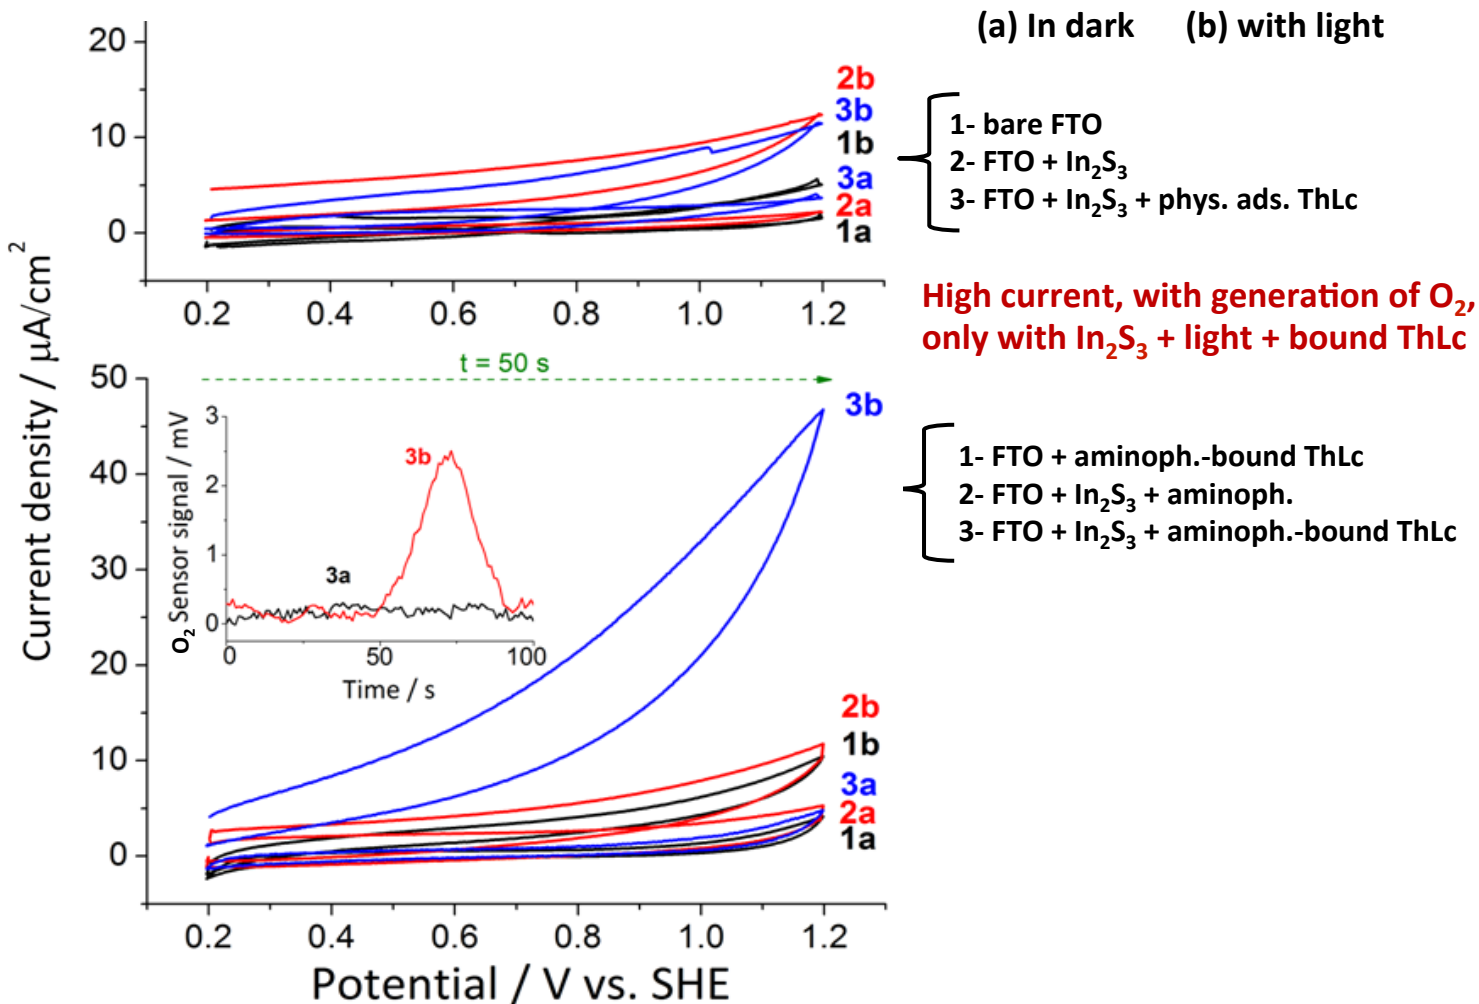 (a) In dark (b) with light
20
10
0
2b
3b
1b
3a
2a
1a
0.2 0.4 0.6 0.8 1.0 1.2
1- bare FTO
2- FTO + In₂S₃
3- FTO + In₂S₃ + phys. ads. ThLc
High current, with generation of O₂,
only with In₂S₃ + light + bound ThLc
Current density / µA/cm²
t = 50 s
50
40
30
20
10
0
3b
2b
1b
3a
2a
1a
O₂ Sensor signal / mV
3
2
1
0
3b
3a
0 50 100
Time / s
0.2 0.4 0.6 0.8 1.0 1.2
Potential / V vs. SHE
1- FTO + aminoph.-bound ThLc
2- FTO + In₂S₃ + aminoph.
3- FTO + In₂S₃ + aminoph.-bound ThLc